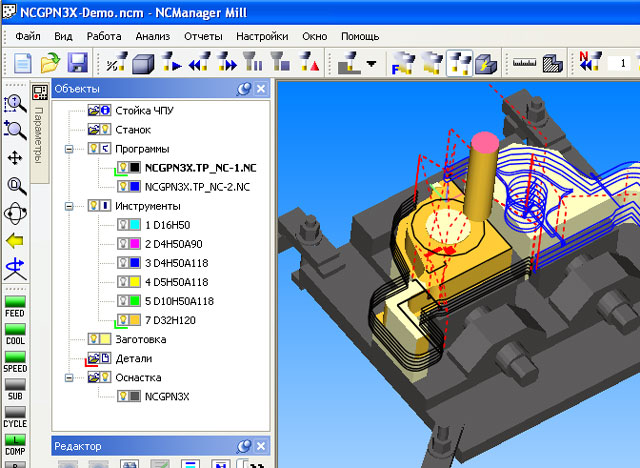 NCGPN3X-Demo.ncm - NCManager Mill
Файл Вид Работа Анализ Отчеты Настройки Окно Помощь
F
N
1
Параметры
Объекты
Стойка ЧПУ
Станок
Программы
NCGPN3X.TP_NC-1.NC
NCGPN3X.TP_NC-2.NC
Инструменты
1 D16H50
2 D4H50A90
3 D4H50A118
4 D5H50A118
5 D10H50A118
7 D32H120
Заготовка
Детали
Оснастка
NCGPN3X
Редактор
FEED
COOL
SPEED
SUB
CYCLE
L
COMP